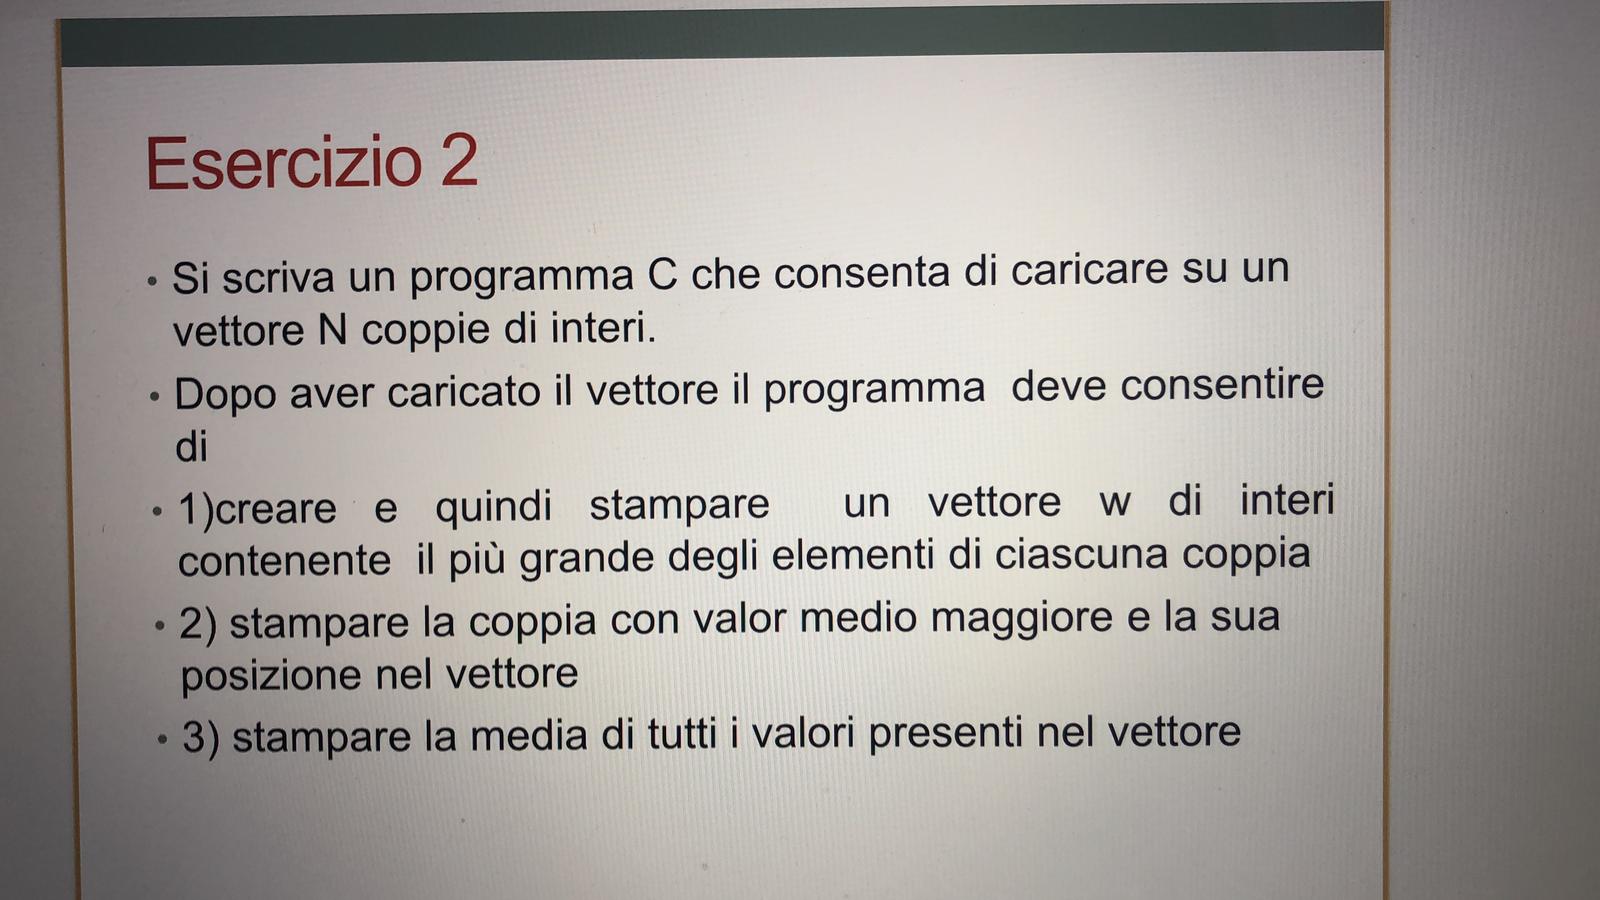 Esercizio 2
• Si scriva un programma C che consenta di caricare su un
vettore N coppie di interi.
• Dopo aver caricato il vettore il programma deve consentire
di
• 1)creare e quindi stampare un vettore w di interi
contenente il più grande degli elementi di ciascuna coppia
• 2) stampare la coppia con valor medio maggiore e la sua
posizione nel vettore
• 3) stampare la media di tutti i valori presenti nel vettore